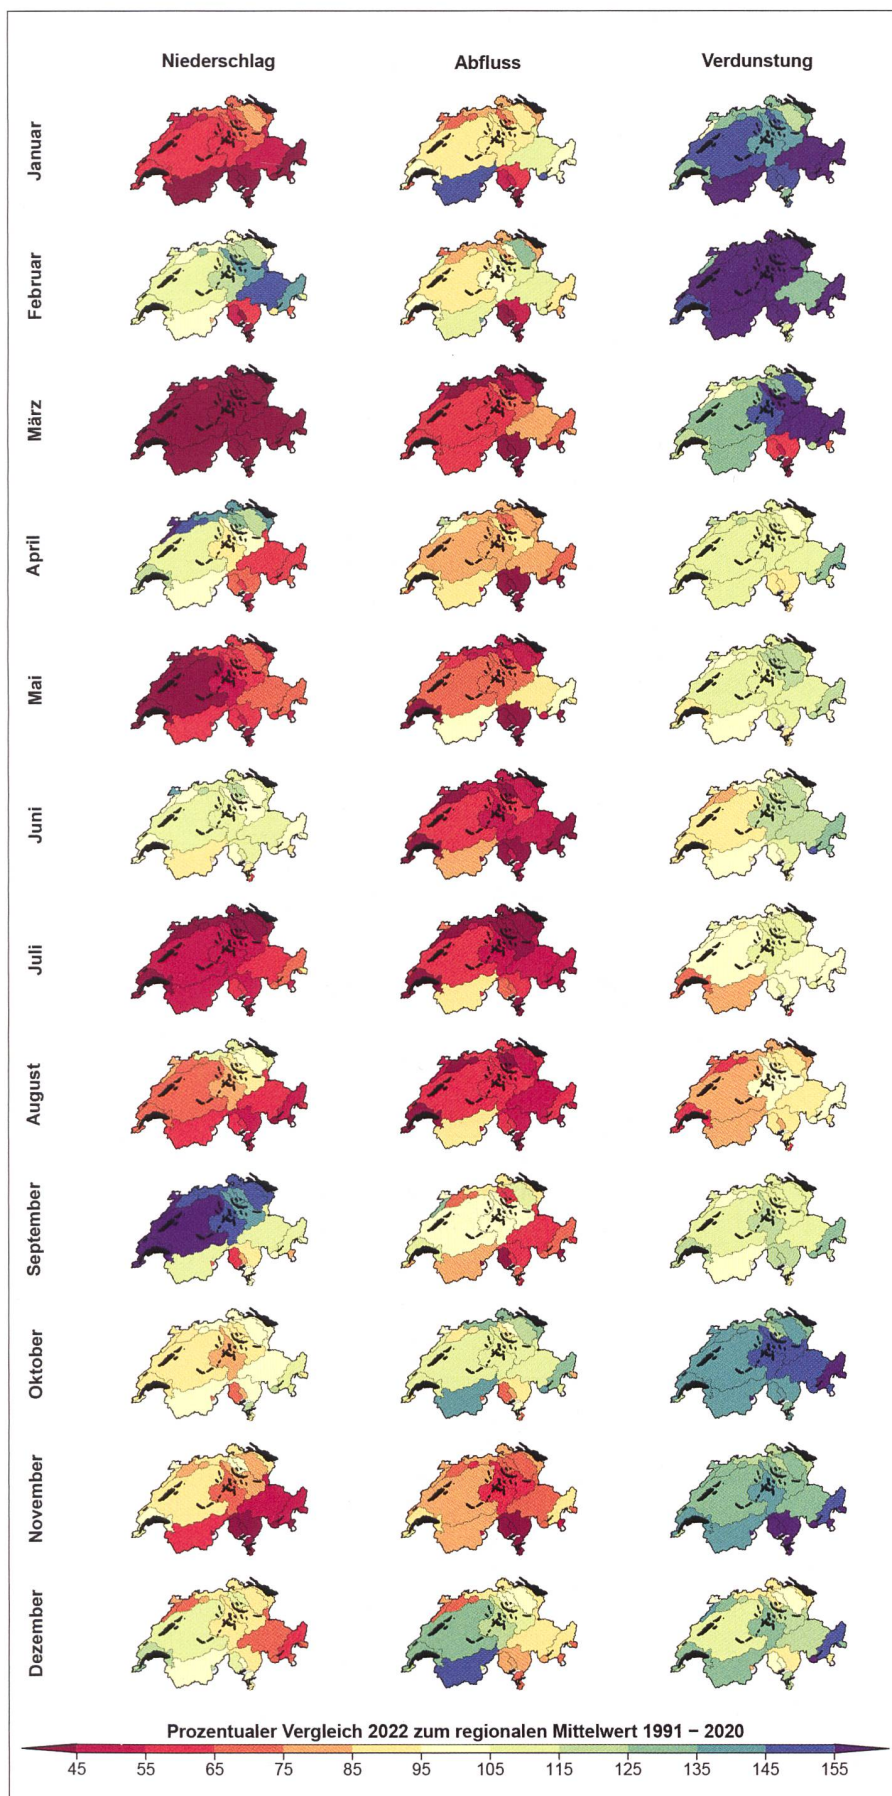 Niederschlag Abfluss Verdunstung
Januar
Februar
März
April
Mai
Juni
Juli
August
September
Oktober
November
Dezember
Prozentualer Vergleich 2022 zum regionalen Mittelwert 1991 – 2020
45 55 65 75 85 95 105 115 125 135 145 155